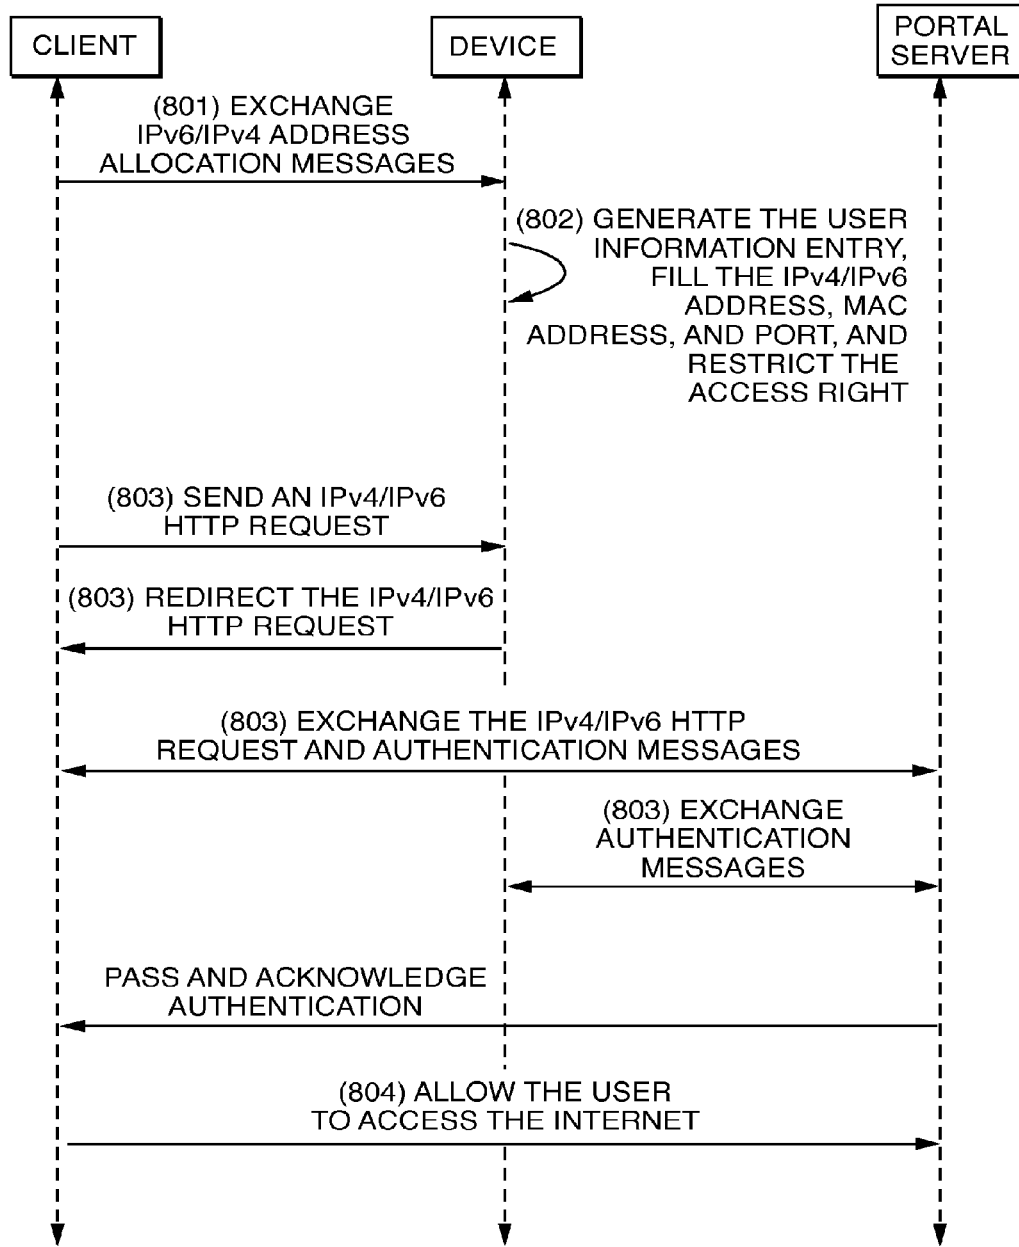 CLIENT
DEVICE
PORTAL
SERVER
(801) EXCHANGE
IPv6/IPv4 ADDRESS
ALLOCATION MESSAGES
(802) GENERATE THE USER
INFORMATION ENTRY,
FILL THE IPv4/IPv6
ADDRESS, MAC
ADDRESS, AND PORT, AND
RESTRICT THE
ACCESS RIGHT
(803) SEND AN IPv4/IPv6
HTTP REQUEST
(803) REDIRECT THE IPv4/IPv6
HTTP REQUEST
(803) EXCHANGE THE IPv4/IPv6 HTTP
REQUEST AND AUTHENTICATION MESSAGES
(803) EXCHANGE
AUTHENTICATION
MESSAGES
PASS AND ACKNOWLEDGE
AUTHENTICATION
(804) ALLOW THE USER
TO ACCESS THE INTERNET